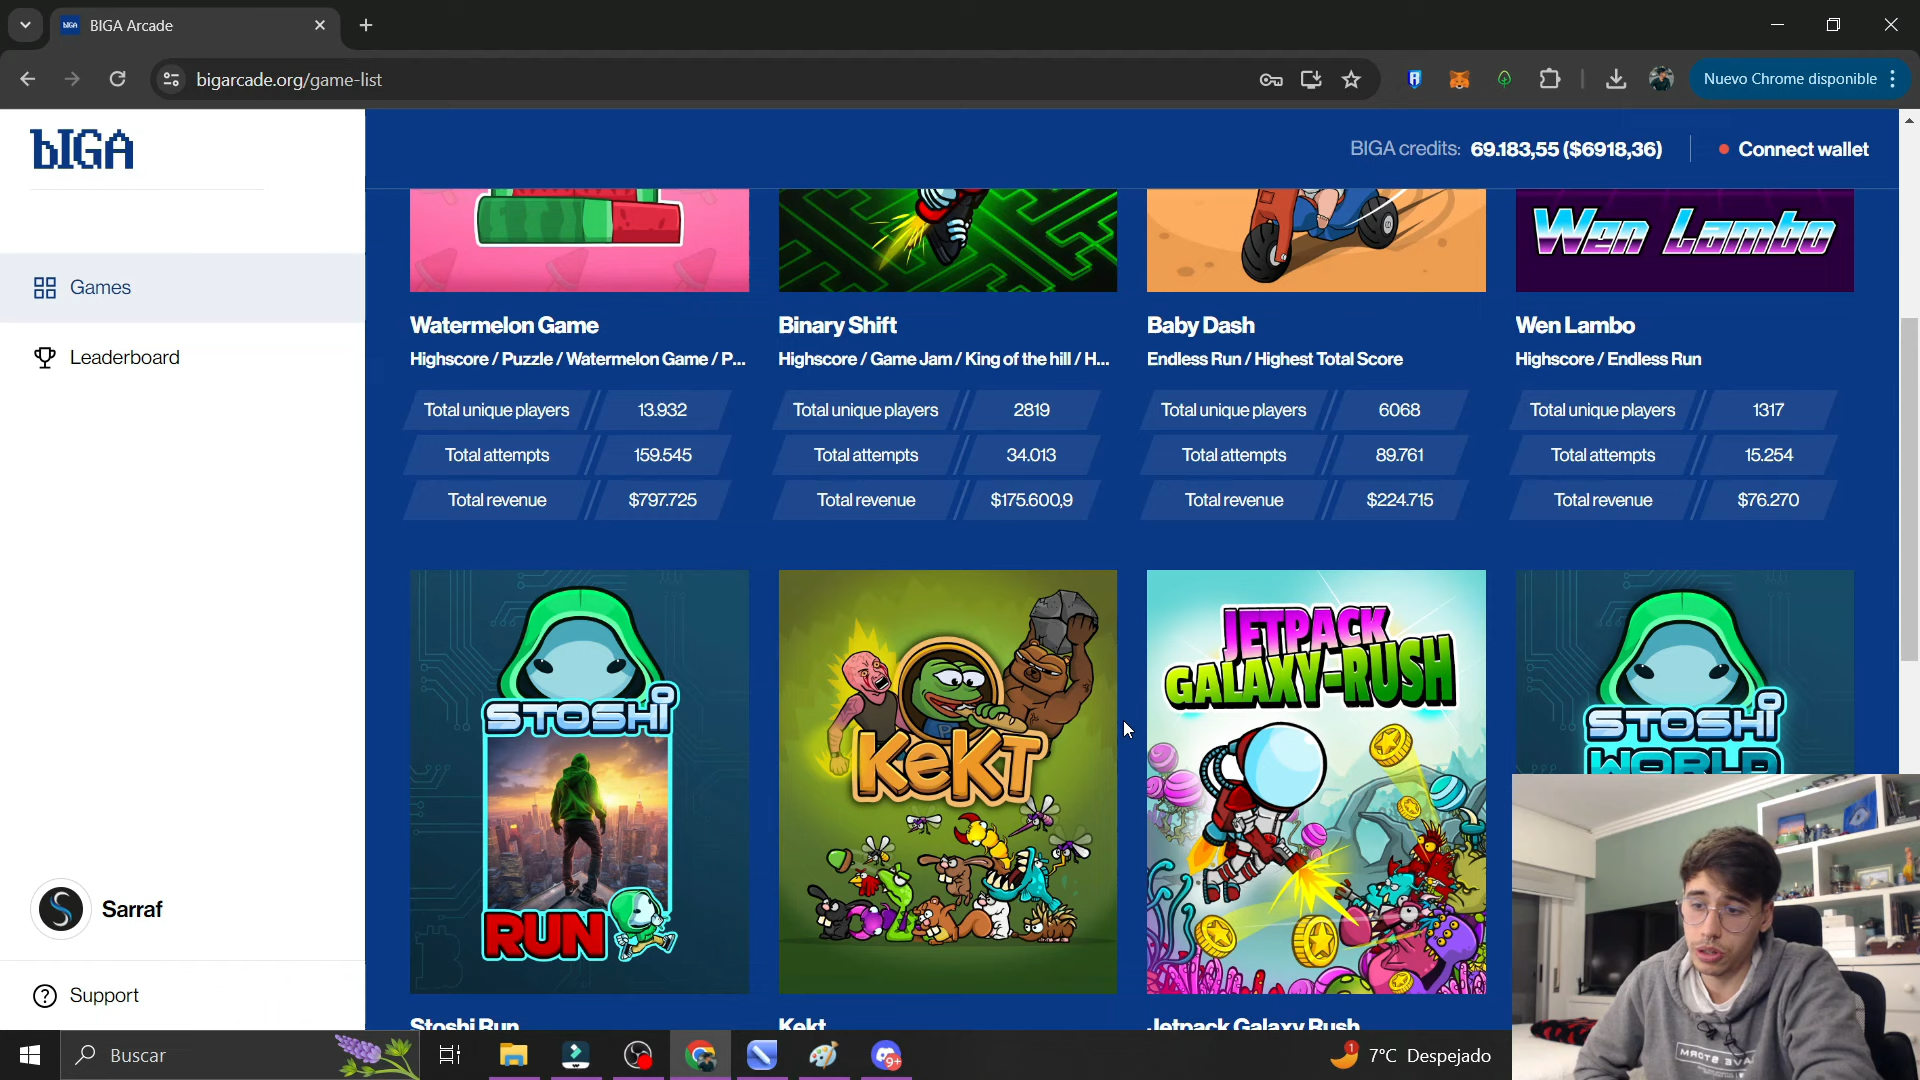 BIGA Arcade
bigarcade.org/game-list
Nuevo Chrome disponible
bIGA
BIGA credits: 69.183,55 ($6918,36)
Connect wallet
Games
Leaderboard
Wen Lambo
Watermelon Game
Highscore / Puzzle / Watermelon Game / P...
Total unique players 13.932
Total attempts 159.545
Total revenue $797.725
Binary Shift
Highscore / Game Jam / King of the hill / H...
Total unique players 2819
Total attempts 34.013
Total revenue $175.600,9
Baby Dash
Endless Run / Highest Total Score
Total unique players 6068
Total attempts 89.761
Total revenue $224.715
Wen Lambo
Highscore / Endless Run
Total unique players 1317
Total attempts 15.254
Total revenue $76.270
STOSHI
RUN
KEKT
JETPACK
GALAXY-RUSH
STOSHI
WORLD
Stoshi Run
Kekt
Jetpack Galaxy Rush
Sarraf
Support
Buscar
9+
1
7°C Despejado